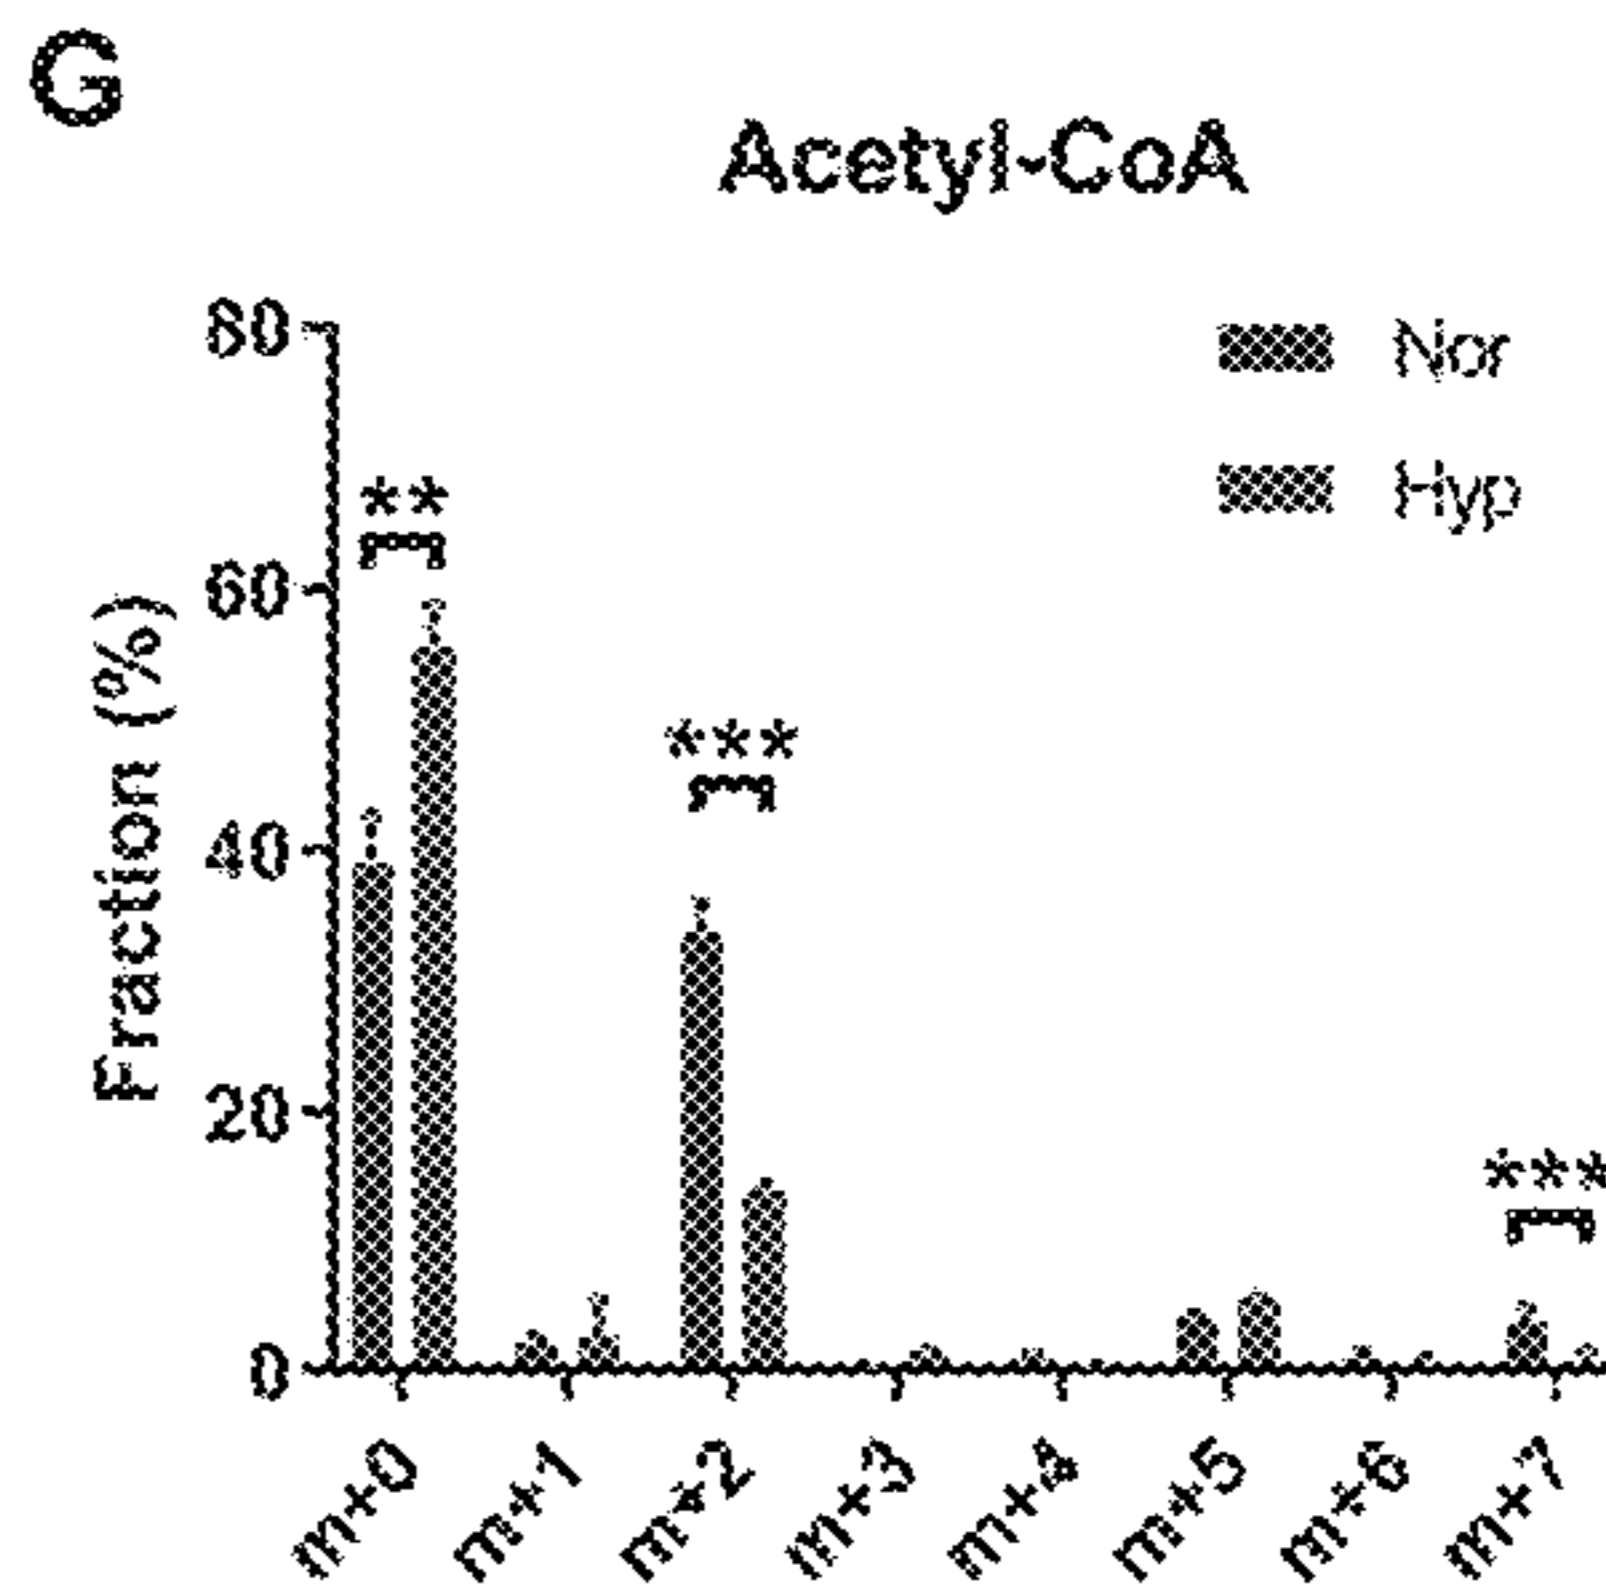 G
Acetyl-CoA
Nor
Hyp
Fraction (%)
80
60
40
20
0
**
***
***
m+0
m+1
m+2
m+3
m+4
m+5
m+6
m+7